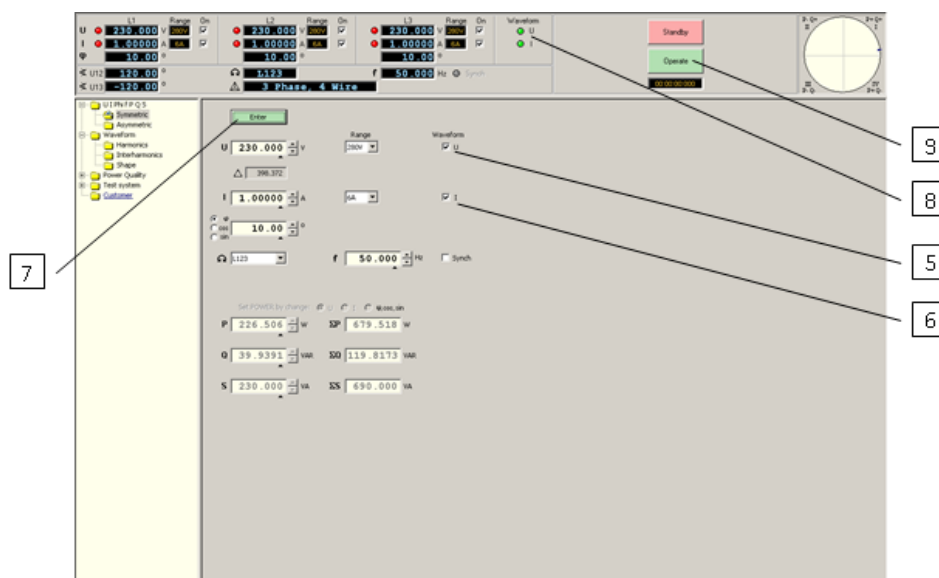 L1 Range On L2 Range On L3 Range On Waveform
U 230.000 V 280V 230.000 V 280V 230.000 V 280V U
I 1.00000 A 6A 1.00000 A 6A 1.00000 A 6A I
φ 10.00 ° 10.00 ° 10.00 °
U12 120.00 ° L123 f 50.000 Hz Synch
U13 -120.00 ° 3 Phase, 4 Wire
Standby
Operate
00:00:00:000
U I PhI f P Q S
Symmetric
Asymmetric
Waveform
Harmonics
Interharmonics
Shape
Power Quality
Test system
Customer
Enter
Range Waveform
U 230.000 V 280V U
398.372
I 1.00000 A 6A I
φ
cos
sin
10.00 °
L123 f 50.000 Hz Synch
Set POWER by change: U I φ,cos,sin
P 226.506 W ΣP 679.518 W
Q 39.9391 VAR ΣQ 119.8173 VAR
S 230.000 VA ΣS 690.000 VA
7
9
8
5
6